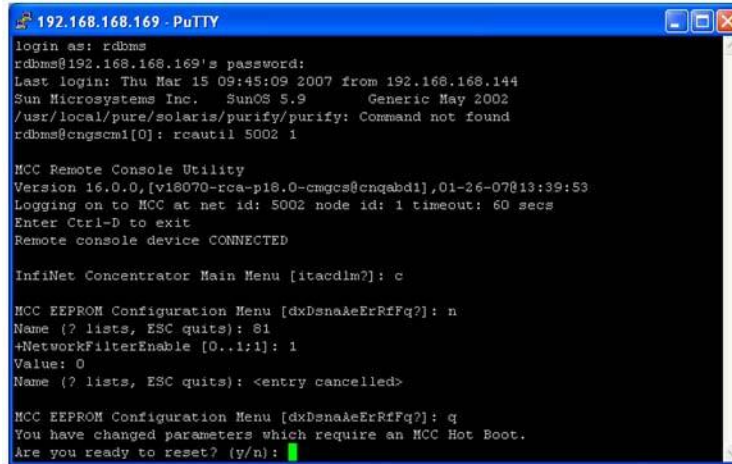 192.168.168.169 - PuTTY
login as: rdbms
rdbms@192.168.168.169's password:
Last login: Thu Mar 15 09:45:09 2007 from 192.168.168.144
Sun Microsystems Inc.   SunOS 5.9       Generic May 2002
/usr/local/pure/solaris/purify/purify: Command not found
rdbms@cngscm1[0]: rcautil 5002 1
MCC Remote Console Utility
Version 16.0.0,[v18070-rca-p18.0-cmgcs@cnqabd1],01-26-07@13:39:53
Logging on to MCC at net id: 5002 node id: 1 timeout: 60 secs
Enter Ctrl-D to exit
Remote console device CONNECTED
InfiNet Concentrator Main Menu [itacdlm?]: c
MCC EEPROM Configuration Menu [dxDsnaAeErRfFq?]: n
Name (? lists, ESC quits): 81
+NetworkFilterEnable [0..1;1]: 1
Value: 0
Name (? lists, ESC quits): <entry cancelled>
MCC EEPROM Configuration Menu [dxDsnaAeErRfFq?]: q
You have changed parameters which require an MCC Hot Boot.
Are you ready to reset? (y/n):